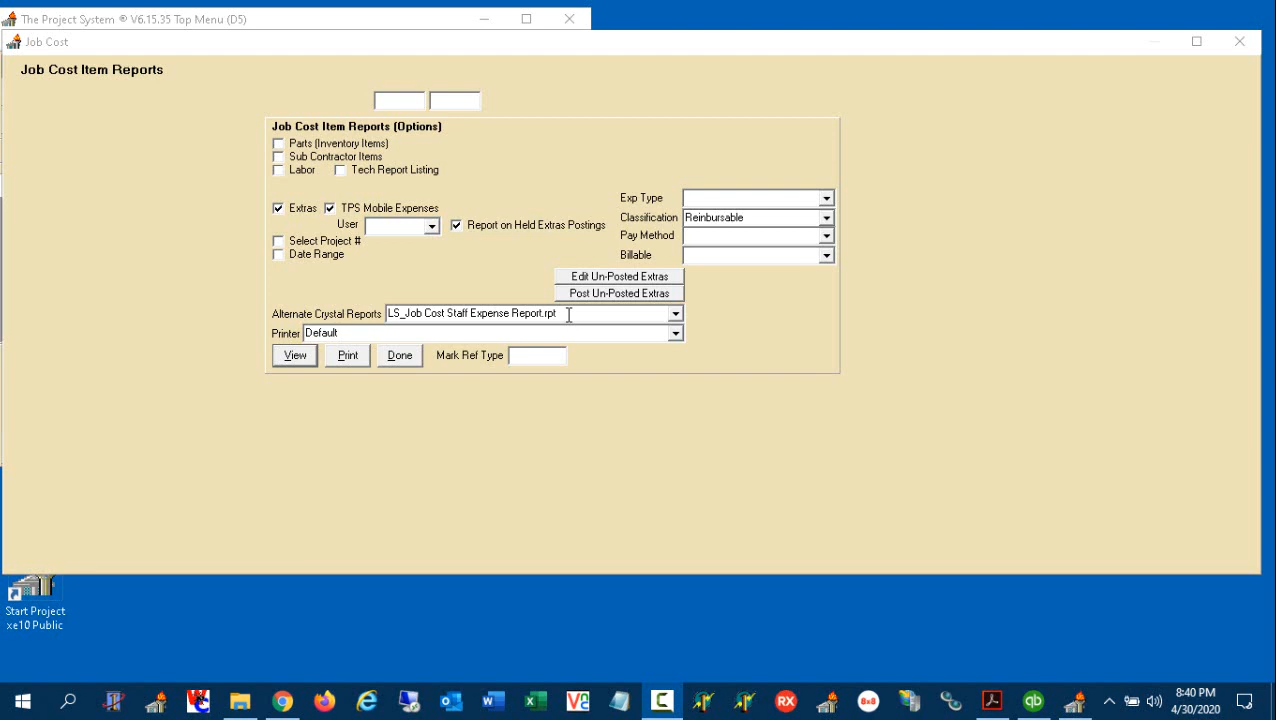 The Project System ® V6.15.35 Top Menu (D5)
Job Cost
Job Cost Item Reports
Job Cost Item Reports (Options)
Parts (Inventory Items)
Sub Contractor Items
Labor Tech Report Listing
Exp Type
Extras TPS Mobile Expenses
Classification Reinbursable
User Report on Held Extras Postings
Pay Method
Select Project #
Date Range
Billable
Edit Un-Posted Extras
Post Un-Posted Extras
Alternate Crystal Reports LS_Job Cost Staff Expense Report.rpt
Printer Default
View Print Done Mark Ref Type
Start Project
xe10 Public
8:40 PM
4/30/2020
RX
8x8
qb